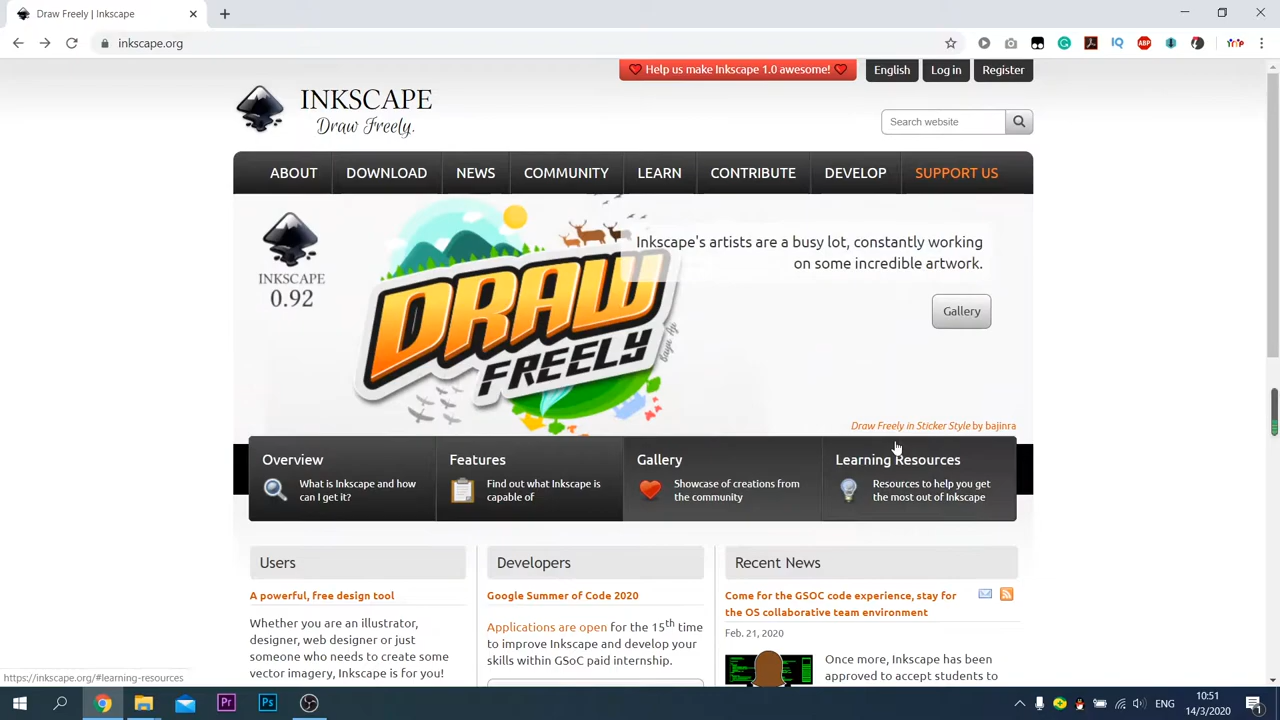 Draw Freely | Inkscape
inkscape.org
Help us make Inkscape 1.0 awesome!
English
Log in
Register
INKSCAPE
Draw Freely.
Search website
ABOUT
DOWNLOAD
NEWS
COMMUNITY
LEARN
CONTRIBUTE
DEVELOP
SUPPORT US
INKSCAPE
0.92
DRAW
FREELY
Inkscape's artists are a busy lot, constantly working
on some incredible artwork.
Gallery
Draw Freely in Sticker Style by bajinra
Overview
What is Inkscape and how
can I get it?
Features
Find out what Inkscape is
capable of
Gallery
Showcase of creations from
the community
Learning Resources
Resources to help you get
the most out of Inkscape
Users
A powerful, free design tool
Whether you are an illustrator,
designer, web designer or just
someone who needs to create some
vector imagery, Inkscape is for you!
Developers
Google Summer of Code 2020
Applications are open for the 15th time
to improve Inkscape and develop your
skills within GSoC paid internship.
Recent News
Come for the GSOC code experience, stay for
the OS collaborative team environment
Feb. 21, 2020
Once more, Inkscape has been
approved to accept students to
https://inkscape.org/#learning-resources
Pr
Ps
ENG
10:51
14/3/2020